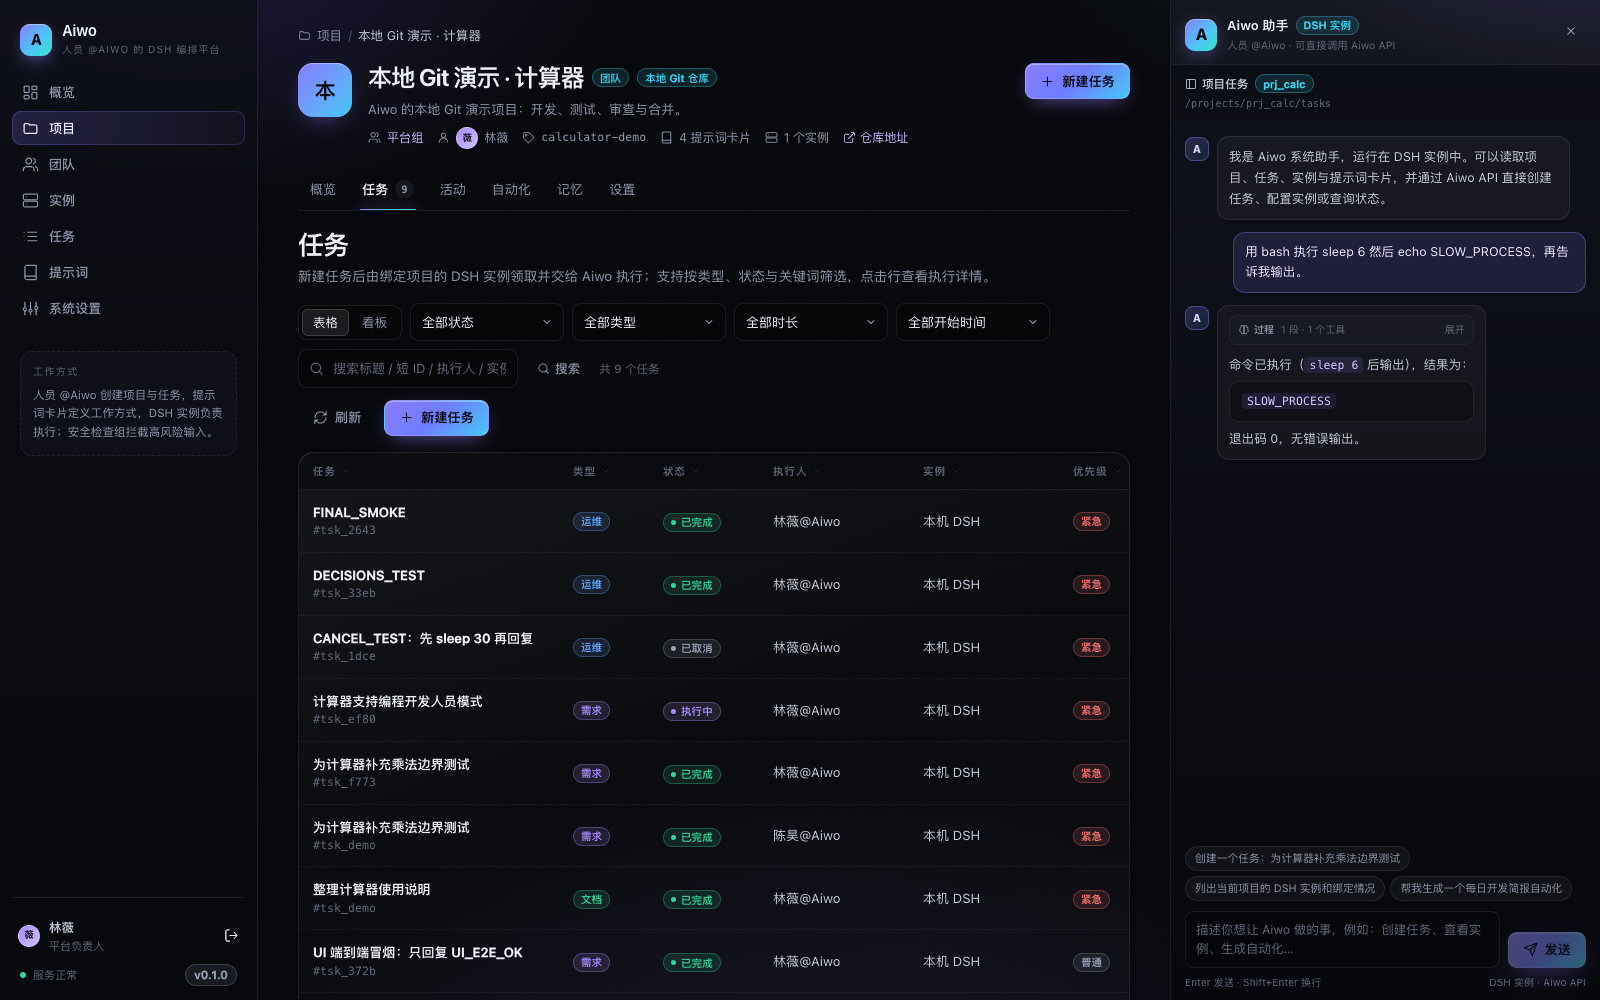 A
Aiwo
人员 @AIWO 的 DSH 编排平台
概览
项目
团队
实例
任务
提示词
系统设置
工作方式
人员 @Aiwo 创建项目与任务，提示
词卡片定义工作方式，DSH 实例负责
执行；安全检查组拦截高风险输入。
薇
林薇
平台负责人
服务正常
v0.1.0
项目 / 本地 Git 演示 · 计算器
本
本地 Git 演示 · 计算器
团队
本地 Git 仓库
Aiwo 的本地 Git 演示项目：开发、测试、审查与合并。
平台组
薇
林薇
calculator-demo
4 提示词卡片
1 个实例
仓库地址
新建任务
概览
任务 9
活动
自动化
记忆
设置
任务
新建任务后由绑定项目的 DSH 实例领取并交给 Aiwo 执行；支持按类型、状态与关键词筛选，点击行查看执行详情。
表格
看板
全部状态
全部类型
全部时长
全部开始时间
搜索标题 / 短 ID / 执行人 / 实例
搜索
共 9 个任务
刷新
新建任务
任务 类型 状态 执行人 实例 优先级
FINAL_SMOKE
#tsk_2643
运维 已完成 林薇@Aiwo 本机 DSH 紧急
DECISIONS_TEST
#tsk_33eb
运维 已完成 林薇@Aiwo 本机 DSH 紧急
CANCEL_TEST：先 sleep 30 再回复
#tsk_1dce
运维 已取消 林薇@Aiwo 本机 DSH 紧急
计算器支持编程开发人员模式
#tsk_ef80
需求 执行中 林薇@Aiwo 本机 DSH 紧急
为计算器补充乘法边界测试
#tsk_f773
需求 已完成 林薇@Aiwo 本机 DSH 紧急
为计算器补充乘法边界测试
#tsk_demo
需求 已完成 陈昊@Aiwo 本机 DSH 紧急
整理计算器使用说明
#tsk_demo
文档 已完成 林薇@Aiwo 本机 DSH 紧急
UI 端到端冒烟：只回复 UI_E2E_OK
#tsk_372b
需求 已完成 林薇@Aiwo 本机 DSH 普通
A
Aiwo 助手
DSH 实例
人员 @Aiwo · 可直接调用 Aiwo API
项目任务
prj_calc
/projects/prj_calc/tasks
A
我是 Aiwo 系统助手，运行在 DSH 实例中。可以读取项
目、任务、实例与提示词卡片，并通过 Aiwo API 直接创建
任务、配置实例或查询状态。
用 bash 执行 sleep 6 然后 echo SLOW_PROCESS，再告
诉我输出。
A
过程 1 段 · 1 个工具 展开
命令已执行（sleep 6 后输出），结果为：
SLOW_PROCESS
退出码 0，无错误输出。
创建一个任务：为计算器补充乘法边界测试
列出当前项目的 DSH 实例和绑定情况
帮我生成一个每日开发简报自动化
描述你想让 Aiwo 做的事，例如：创建任务、查看实
例、生成自动化…
发送
Enter 发送 · Shift+Enter 换行
DSH 实例 · Aiwo API